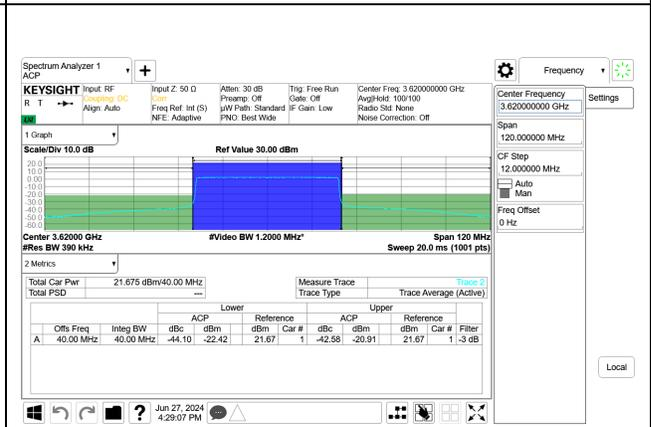 Spectrum Analyzer 1
ACP
Frequency
KEYSIGHT
R T
Input: RF
Coupling: DC
Align: Auto
Input Z: 50 Ω
Corr
Freq Ref: Int (S)
NFE: Adaptive
Atten: 30 dB
Preamp: Off
µW Path: Standard
PNO: Best Wide
Trig: Free Run
Gate: Off
IF Gain: Low
Center Freq: 3.620000000 GHz
Avg|Hold: 100/100
Radio Std: None
Noise Correction: Off
Center Frequency
3.620000000 GHz
Settings
Span
120.000000 MHz
CF Step
12.000000 MHz
Auto
Man
Freq Offset
0 Hz
Local
1 Graph
Scale/Div 10.0 dB
Ref Value 30.00 dBm
20.0
10.0
0.00
-10.0
-20.0
-30.0
-40.0
-50.0
-60.0
Center 3.62000 GHz #Video BW 1.2000 MHz* Span 120 MHz
#Res BW 390 kHz Sweep 20.0 ms (1001 pts)
2 Metrics
Total Car Pwr 21.675 dBm/40.00 MHz Measure Trace Trace 2
Total PSD --- Trace Type Trace Average (Active)
Lower Upper
ACP Reference ACP Reference
Offs Freq Integ BW dBc dBm dBm Car # dBc dBm dBm Car # Filter
A 40.00 MHz 40.00 MHz -44.10 -22.42 21.67 1 -42.58 -20.91 21.67 1 -3 dB
Jun 27, 2024
4:29:07 PM